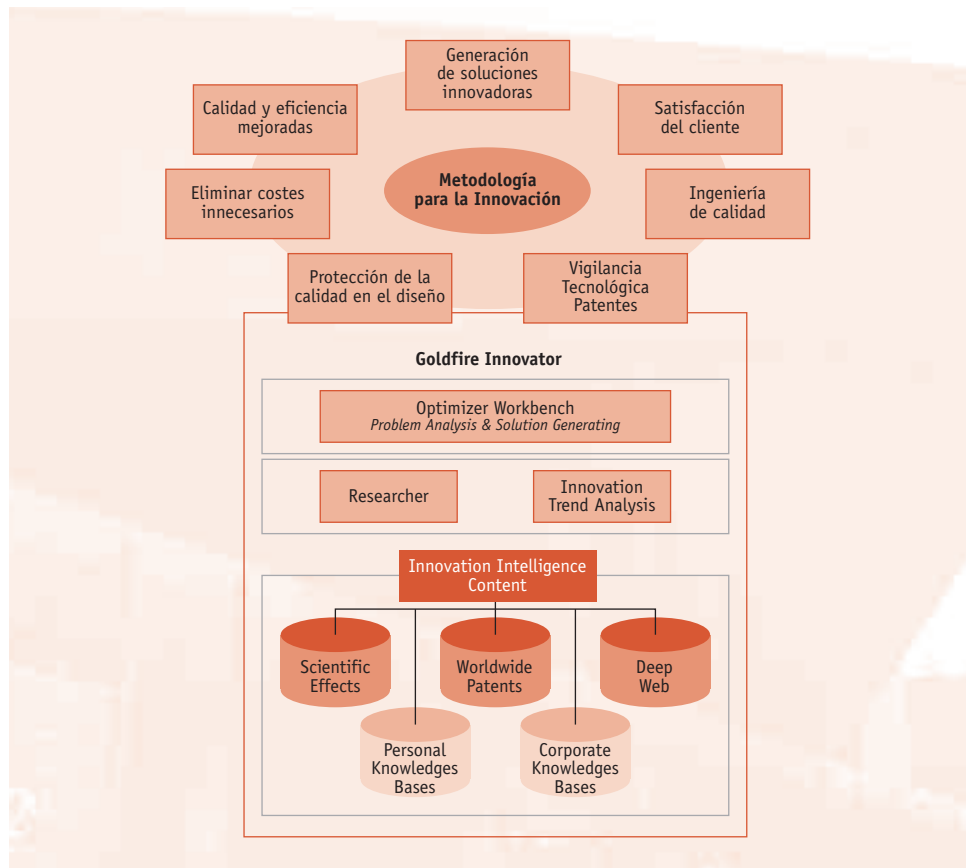 Generación
de soluciones
innovadoras
Calidad y eficiencia
mejoradas
Satisfacción
del cliente
Metodología
para la Innovación
Eliminar costes
innecesarios
Ingeniería
de calidad
Protección de la
calidad en el diseño
Vigilancia
Tecnológica
Patentes
Goldfire Innovator
Optimizer Workbench
Problem Analysis & Solution Generating
Researcher
Innovation
Trend Analysis
Innovation Intelligence
Content
Scientific
Effects
Worldwide
Patents
Deep
Web
Personal
Knowledges
Bases
Corporate
Knowledges
Bases